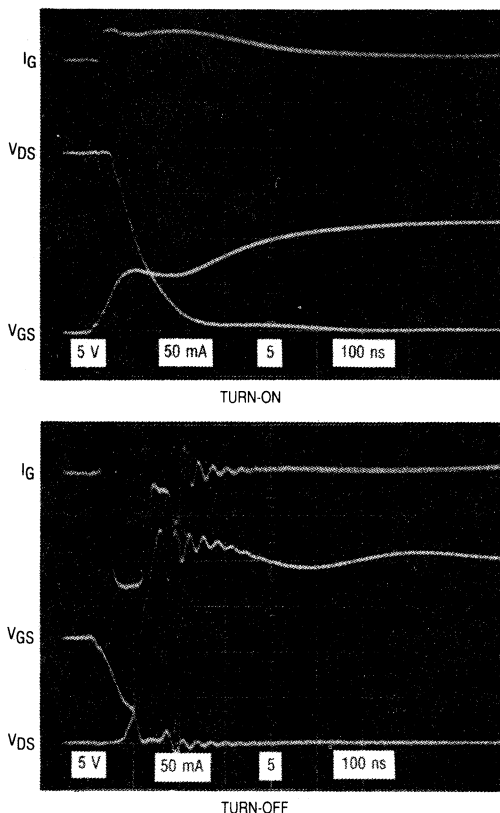 IG
VDS
VGS
5 V 50 mA 5 100 ns
TURN-ON
IG
VGS
VDS
5 V 50 mA 5 100 ns
TURN-OFF